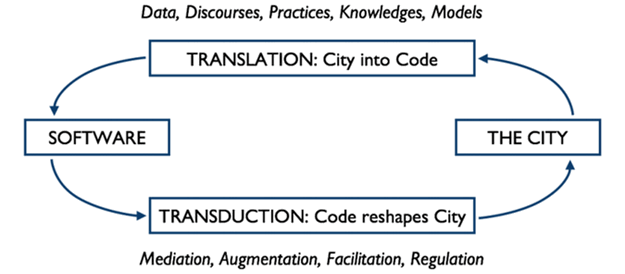 Data, Discourses, Practices, Knowledges, Models
TRANSLATION: City into Code
SOFTWARE
THE CITY
TRANSDUCTION: Code reshapes City
Mediation, Augmentation, Facilitation, Regulation